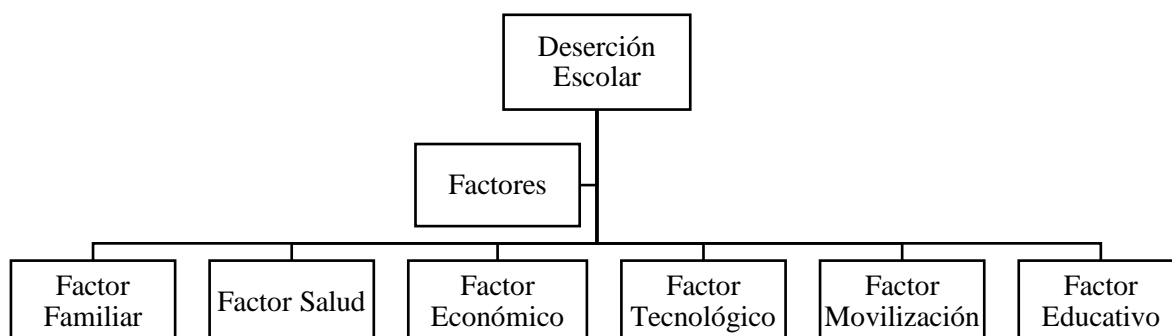 Deserción
Escolar
Factores
Factor
Familiar
Factor Salud
Factor
Económico
Factor
Tecnológico
Factor
Movilización
Factor
Educativo